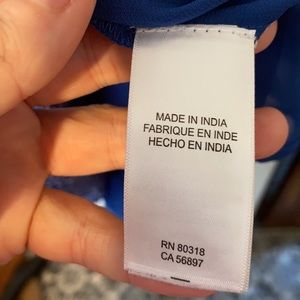 MADE IN INDIA
FABRIQUE EN INDE
HECHO EN INDIA
RN 80318
CA 56897